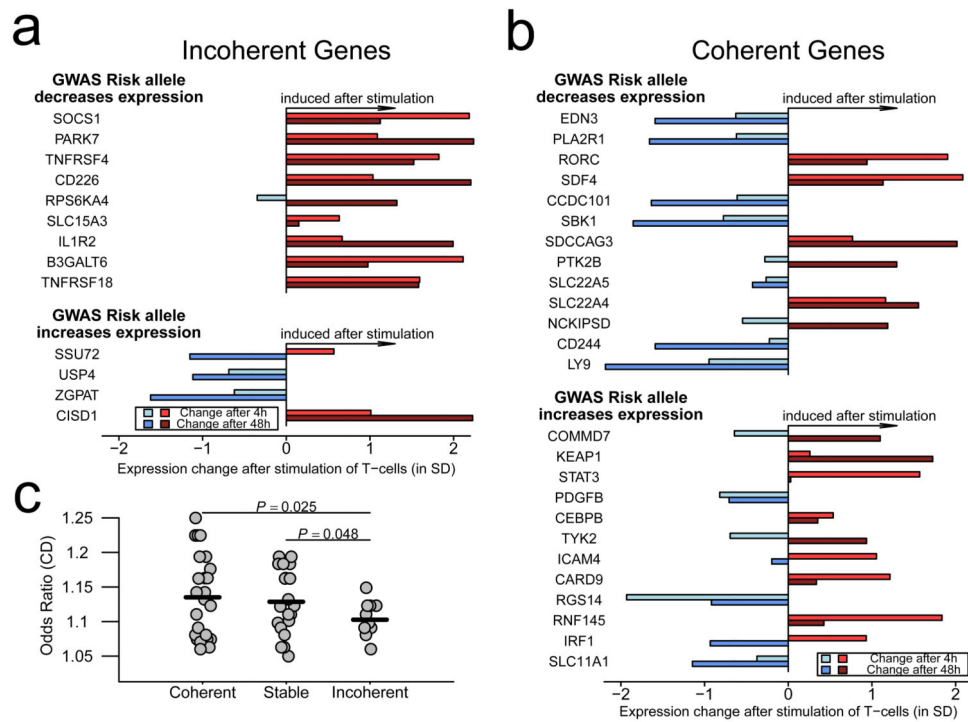 a
Incoherent Genes
GWAS Risk allele
decreases expression
induced after stimulation
SOCS1
PARK7
TNFRSF4
CD226
RPS6KA4
SLC15A3
IL1R2
B3GALT6
TNFRSF18
GWAS Risk allele
increases expression
induced after stimulation
SSU72
USP4
ZGPAT
CISD1
Change after 4h
Change after 48h
−2 −1 0 1 2
Expression change after stimulation of T−cells (in SD)
b
Coherent Genes
GWAS Risk allele
decreases expression
induced after stimulation
EDN3
PLA2R1
RORC
SDF4
CCDC101
SBK1
SDCCAG3
PTK2B
SLC22A5
SLC22A4
NCKIPSD
CD244
LY9
GWAS Risk allele
increases expression
induced after stimulation
COMMD7
KEAP1
STAT3
PDGFB
CEBPB
TYK2
ICAM4
CARD9
RGS14
RNF145
IRF1
SLC11A1
Change after 4h
Change after 48h
−2 −1 0 1 2
Expression change after stimulation of T−cells (in SD)
c
Odds Ratio (CD)
1.25
1.2
1.15
1.1
1.05
P = 0.025
P = 0.048
Coherent Stable Incoherent